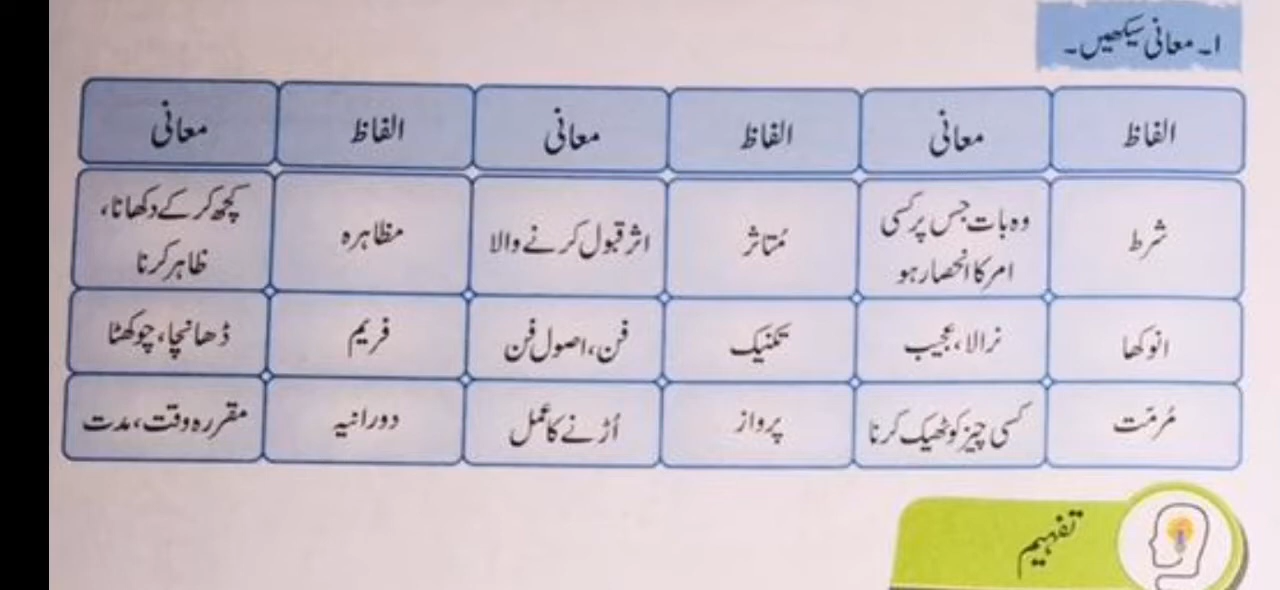 ۱۔ معانی سیکھیں۔
الفاظ معانی الفاظ معانی الفاظ معانی
شرط وہ بات جس پر کسی امر کا انحصار ہو مُتاثر اثر قبول کرنے والا مظاہرہ کچھ کر کے دکھانا، ظاہر کرنا
انوکھا نرالا، عجیب تکنیک فن، اصول فن فریم ڈھانچا، چوکھٹا
مُرمّت کسی چیز کو ٹھیک کرنا پرواز اُڑنے کا عمل دورانیہ مقررہ وقت، مدت
تفہیم